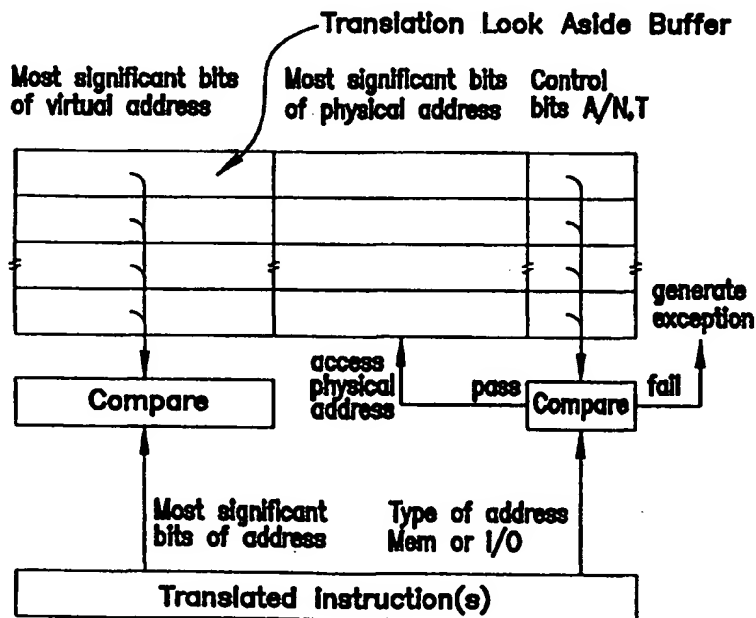 Translation Look Aside Buffer
Most significant bits
of virtual address
Most significant bits
of physical address
Control
bits A/N,T
generate
exception
access
physical
address
pass
fail
Compare
Compare
Most significant
bits of address
Type of address
Mem or I/O
Translated instruction(s)